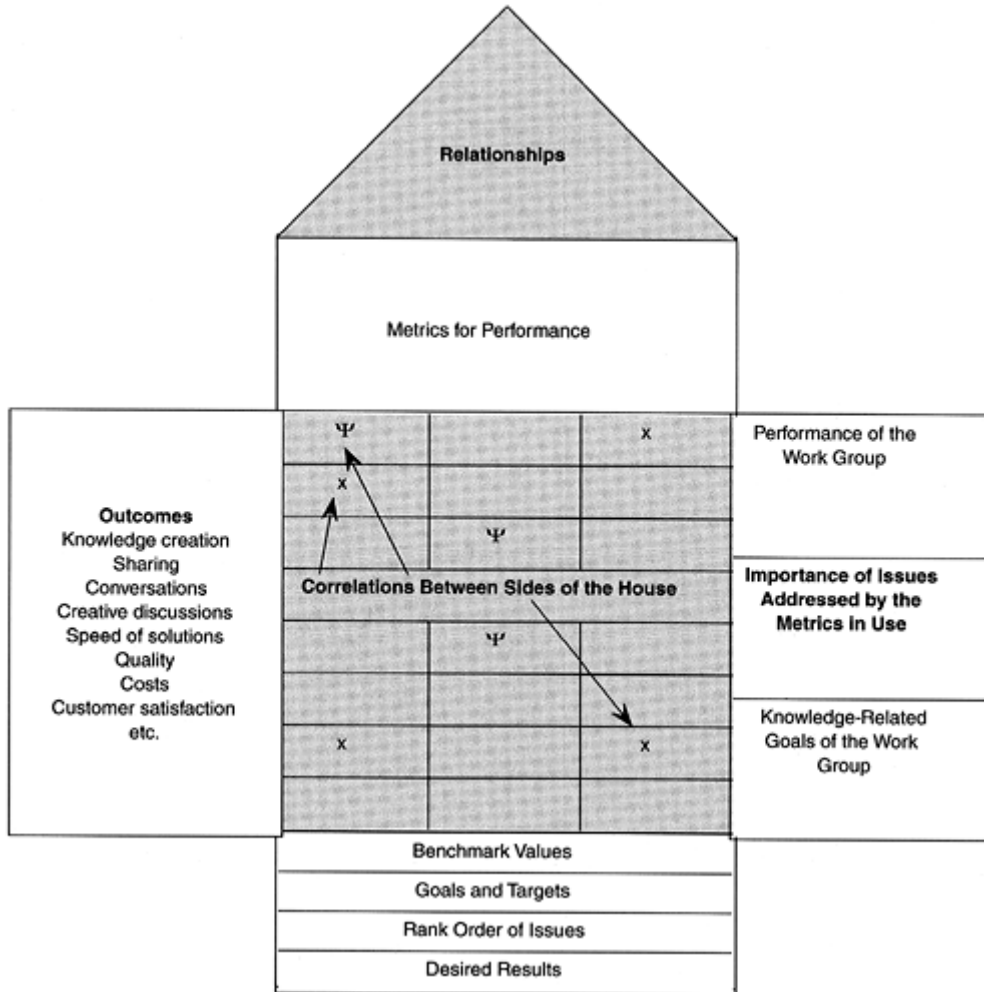 Relationships
Metrics for Performance
Ψ
x
x
Ψ
Outcomes
Knowledge creation
Sharing
Conversations
Creative discussions
Speed of solutions
Quality
Costs
Customer satisfaction
etc.
Correlations Between Sides of the House
Ψ
x
x
Performance of the
Work Group
Importance of Issues
Addressed by the
Metrics in Use
Knowledge-Related
Goals of the Work
Group
Benchmark Values
Goals and Targets
Rank Order of Issues
Desired Results